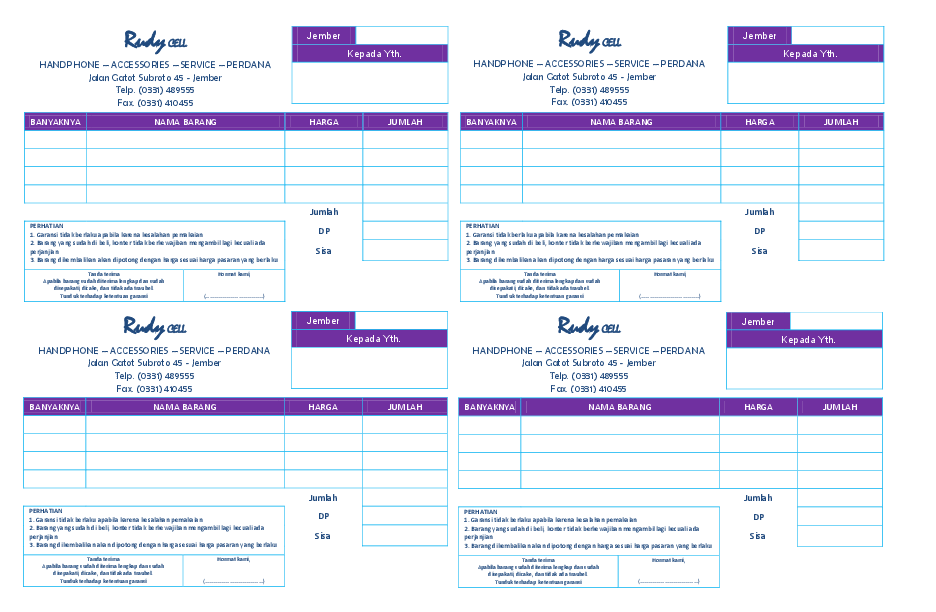 Rudy CELL
HANDPHONE – ACCESSORIES – SERVICE – PERDANA
Jalan Gatot Subroto 45 - Jember
Telp. (0331) 489555
Fax. (0331) 410455
Jember
Kepada Yth.
BANYAKNYA NAMA BARANG HARGA JUMLAH
Jumlah
DP
Sisa
PERHATIAN
1. Garansi tidak berlaku apabila karena kesalahan pemakaian
2. Barang yang sudah di beli, konter tidak berkewajiban mengambil lagi kecuali ada
perjanjian
3. Barang dikembalikan akan dipotong dengan harga sesuai harga pasaran yang berlaku
Tanda terima
Apabila barang sudah diterima lengkap dan sudah
disepakati, dicake, dan tidak ada trouble!
Tunduk terhadap ketentuan garansi
Hormat kami,
(..............................)
Rudy CELL
HANDPHONE – ACCESSORIES – SERVICE – PERDANA
Jalan Gatot Subroto 45 - Jember
Telp. (0331) 489555
Fax. (0331) 410455
Jember
Kepada Yth.
BANYAKNYA NAMA BARANG HARGA JUMLAH
Jumlah
DP
Sisa
PERHATIAN
1. Garansi tidak berlaku apabila karena kesalahan pemakaian
2. Barang yang sudah di beli, konter tidak berkewajiban mengambil lagi kecuali ada
perjanjian
3. Barang dikembalikan akan dipotong dengan harga sesuai harga pasaran yang berlaku
Tanda terima
Apabila barang sudah diterima lengkap dan sudah
disepakati, dicake, dan tidak ada trouble!
Tunduk terhadap ketentuan garansi
Hormat kami,
(..............................)
Rudy CELL
HANDPHONE – ACCESSORIES – SERVICE – PERDANA
Jalan Gatot Subroto 45 - Jember
Telp. (0331) 489555
Fax. (0331) 410455
Jember
Kepada Yth.
BANYAKNYA NAMA BARANG HARGA JUMLAH
Jumlah
DP
Sisa
PERHATIAN
1. Garansi tidak berlaku apabila karena kesalahan pemakaian
2. Barang yang sudah di beli, konter tidak berkewajiban mengambil lagi kecuali ada
perjanjian
3. Barang dikembalikan akan dipotong dengan harga sesuai harga pasaran yang berlaku
Tanda terima
Apabila barang sudah diterima lengkap dan sudah
disepakati, dicake, dan tidak ada trouble!
Tunduk terhadap ketentuan garansi
Hormat kami,
(..............................)
Rudy CELL
HANDPHONE – ACCESSORIES – SERVICE – PERDANA
Jalan Gatot Subroto 45 - Jember
Telp. (0331) 489555
Fax. (0331) 410455
Jember
Kepada Yth.
BANYAKNYA NAMA BARANG HARGA JUMLAH
Jumlah
DP
Sisa
PERHATIAN
1. Garansi tidak berlaku apabila karena kesalahan pemakaian
2. Barang yang sudah di beli, konter tidak berkewajiban mengambil lagi kecuali ada
perjanjian
3. Barang dikembalikan akan dipotong dengan harga sesuai harga pasaran yang berlaku
Tanda terima
Apabila barang sudah diterima lengkap dan sudah
disepakati, dicake, dan tidak ada trouble!
Tunduk terhadap ketentuan garansi
Hormat kami,
(..............................)